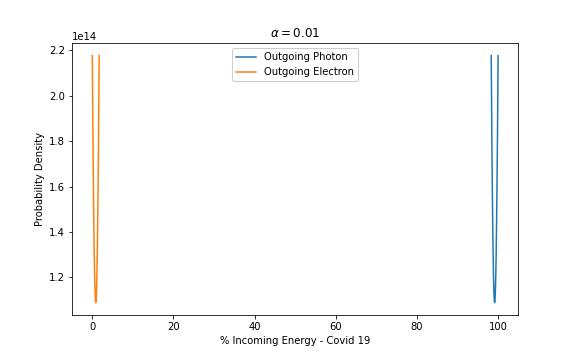 α = 0.01
1e14
Outgoing Photon
Outgoing Electron
2.2
2.0
1.8
1.6
1.4
1.2
Probability Density
0
20
40
60
80
100
% Incoming Energy - Covid 19